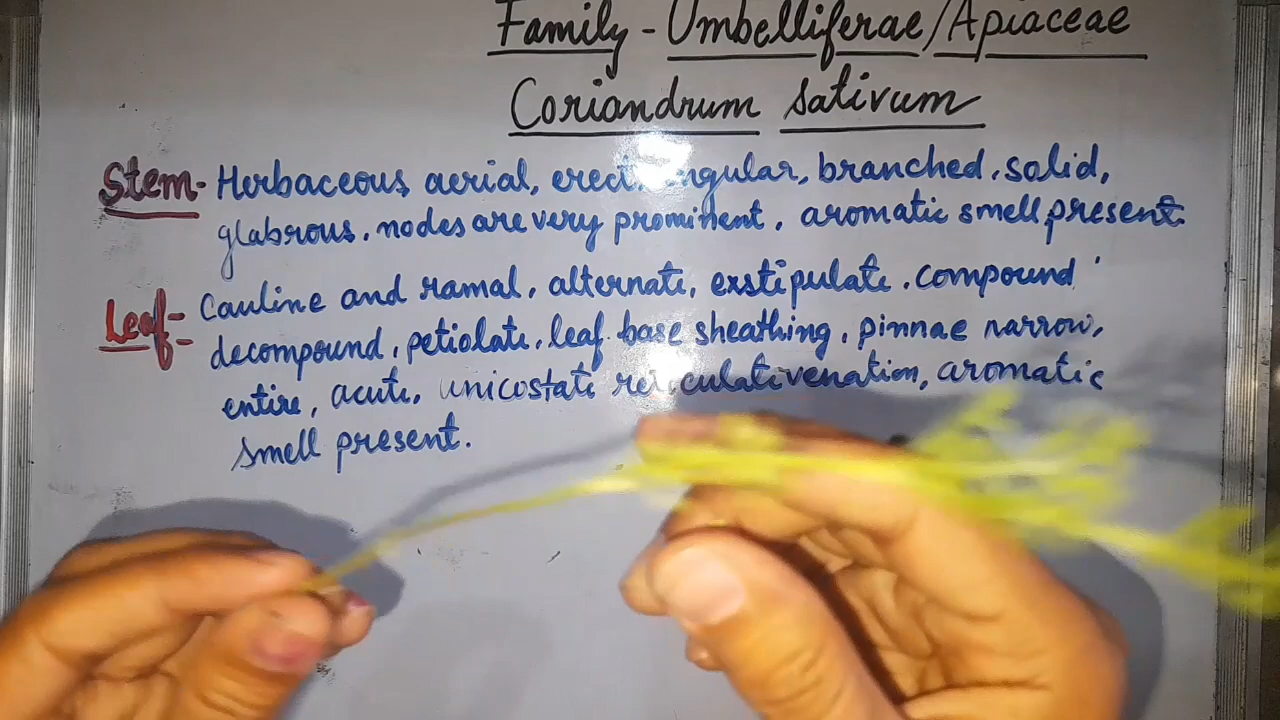 Family - Umbelliferae/Apiaceae
Coriandrum sativum
Stem- Herbaceous aerial, erect, angular, branched, solid,
glabrous, nodes are very prominent, aromatic smell present.
Leaf- Cauline and ramal, alternate, exstipulate, compound
decompound, petiolate, leaf base sheathing, pinnae narrow,
entire, acute, unicostate reticulate venation, aromatic
smell present.